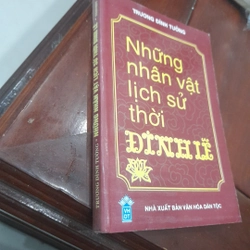 TRƯƠNG ĐÌNH TƯỞNG
Những
nhân vật
lịch sử
thời
ĐINH LÊ
NHÀ XUẤT BẢN VĂN HÓA DÂN TỘC